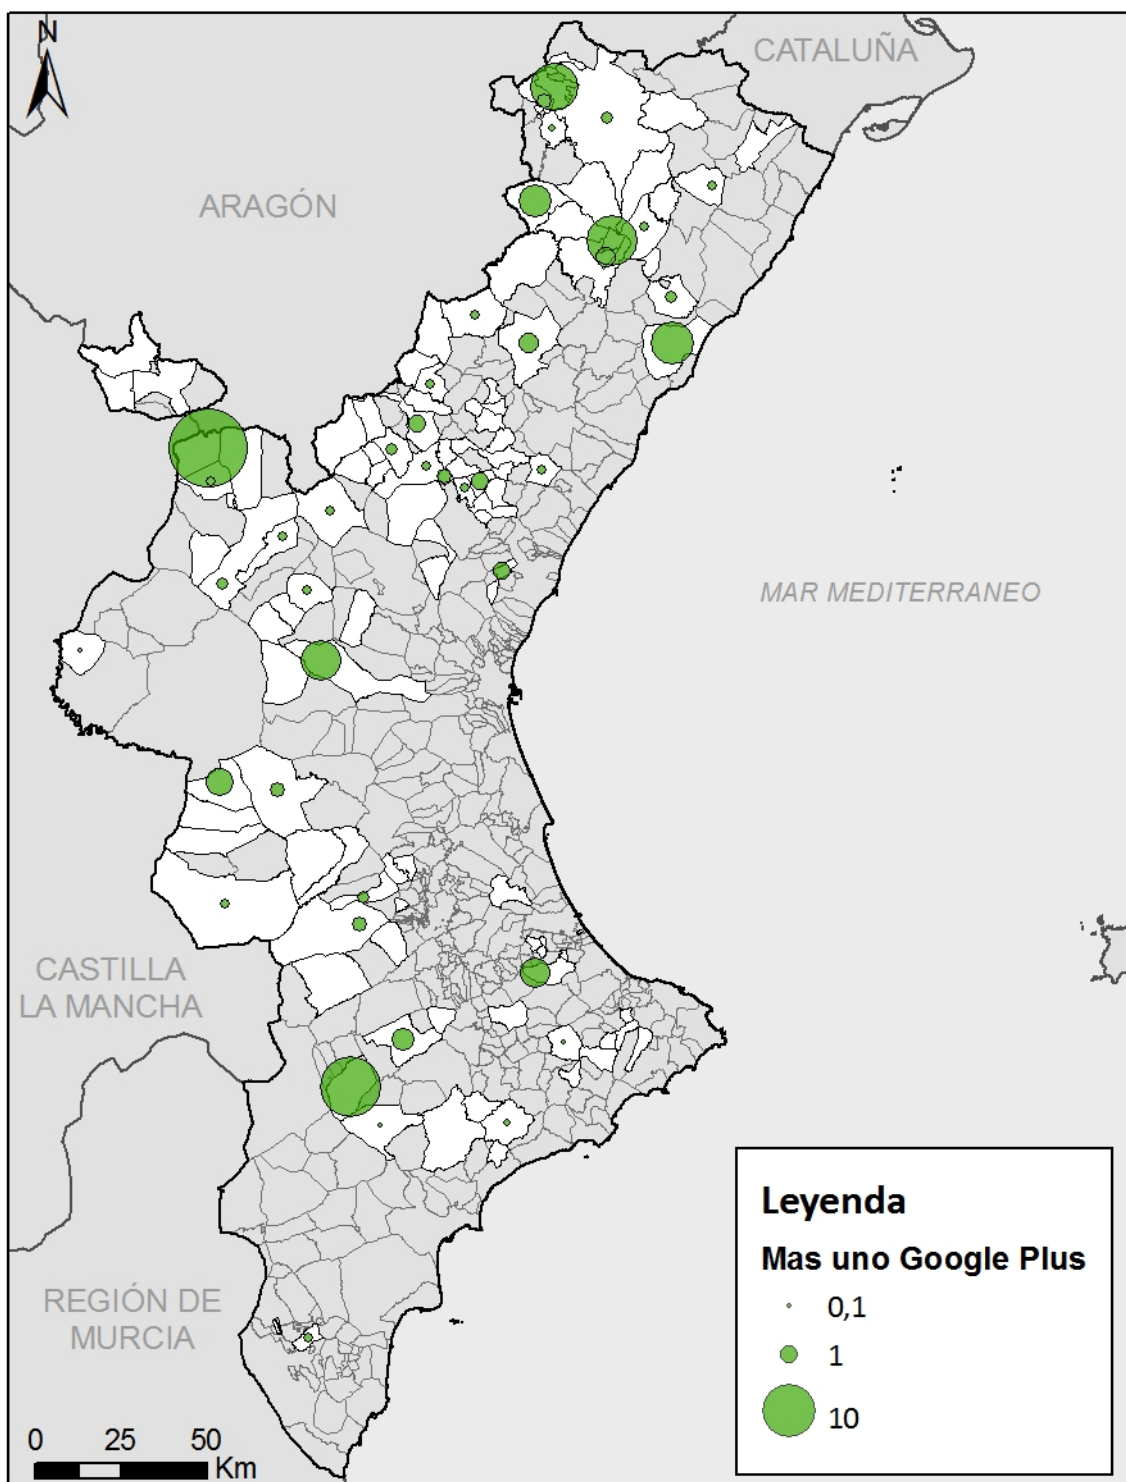 N
CATALUÑA
ARAGÓN
MAR MEDITERRANEO
CASTILLA
LA MANCHA
REGIÓN DE
MURCIA
Leyenda
Mas uno Google Plus
0,1
1
10
0 25 50
Km